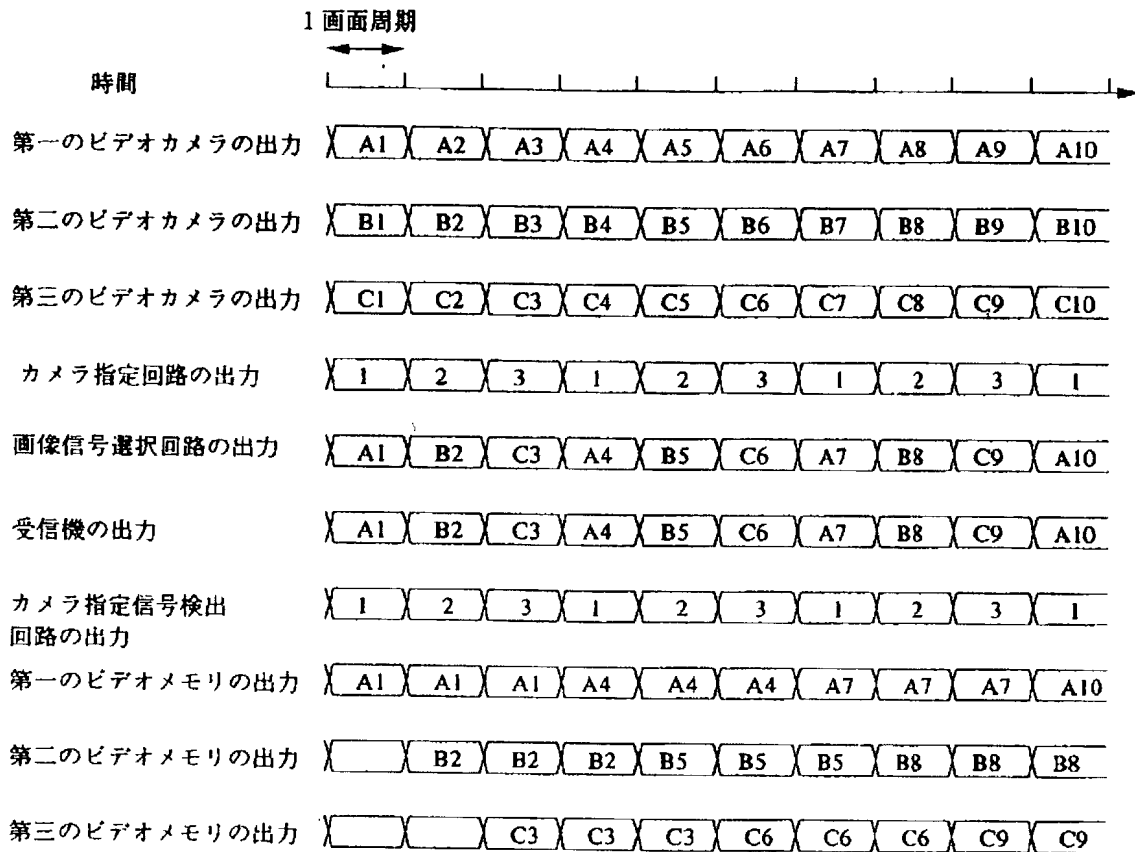 1画面周期
時間
第一のビデオカメラの出力 A1 A2 A3 A4 A5 A6 A7 A8 A9 A10
第二のビデオカメラの出力 B1 B2 B3 B4 B5 B6 B7 B8 B9 B10
第三のビデオカメラの出力 C1 C2 C3 C4 C5 C6 C7 C8 C9 C10
カメラ指定回路の出力 1 2 3 1 2 3 1 2 3 1
画像信号選択回路の出力 A1 B2 C3 A4 B5 C6 A7 B8 C9 A10
受信機の出力 A1 B2 C3 A4 B5 C6 A7 B8 C9 A10
カメラ指定信号検出 1 2 3 1 2 3 1 2 3 1
回路の出力
第一のビデオメモリの出力 A1 A1 A1 A4 A4 A4 A7 A7 A7 A10
第二のビデオメモリの出力 B2 B2 B2 B5 B5 B5 B8 B8 B8
第三のビデオメモリの出力 C3 C3 C3 C6 C6 C6 C9 C9